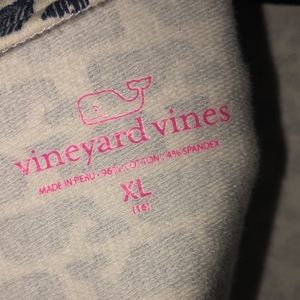 vineyard vines
MADE IN PERU · 96% COTTON · 4% SPANDEX
XL
(16)